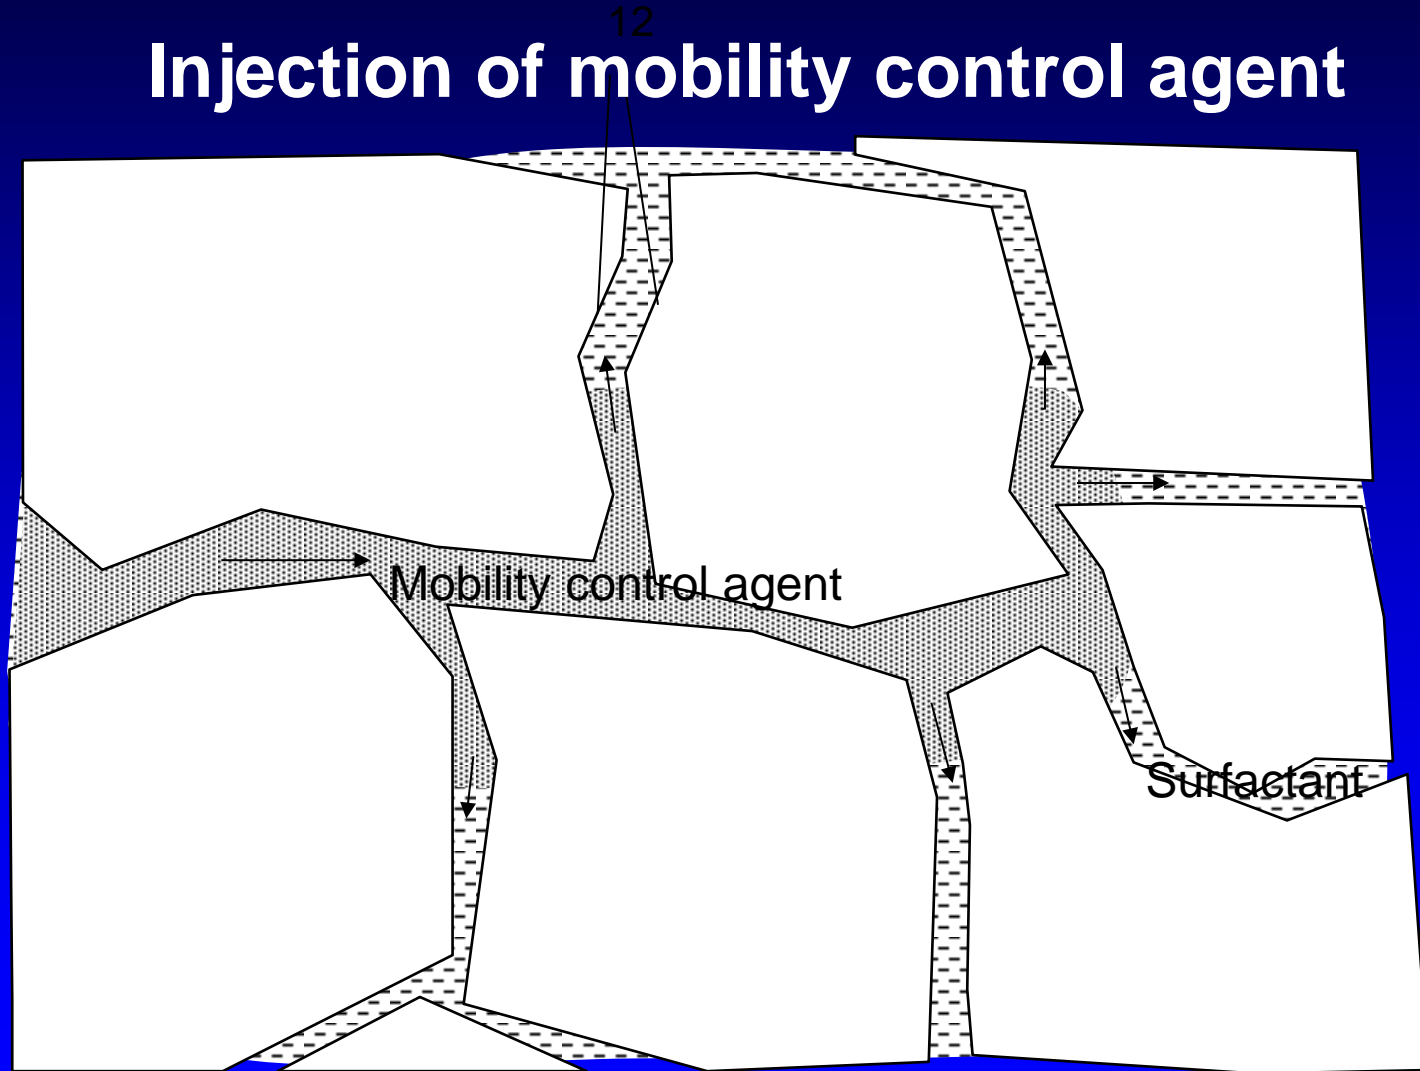 12
Injection of mobility control agent
Mobility control agent
Surfactant